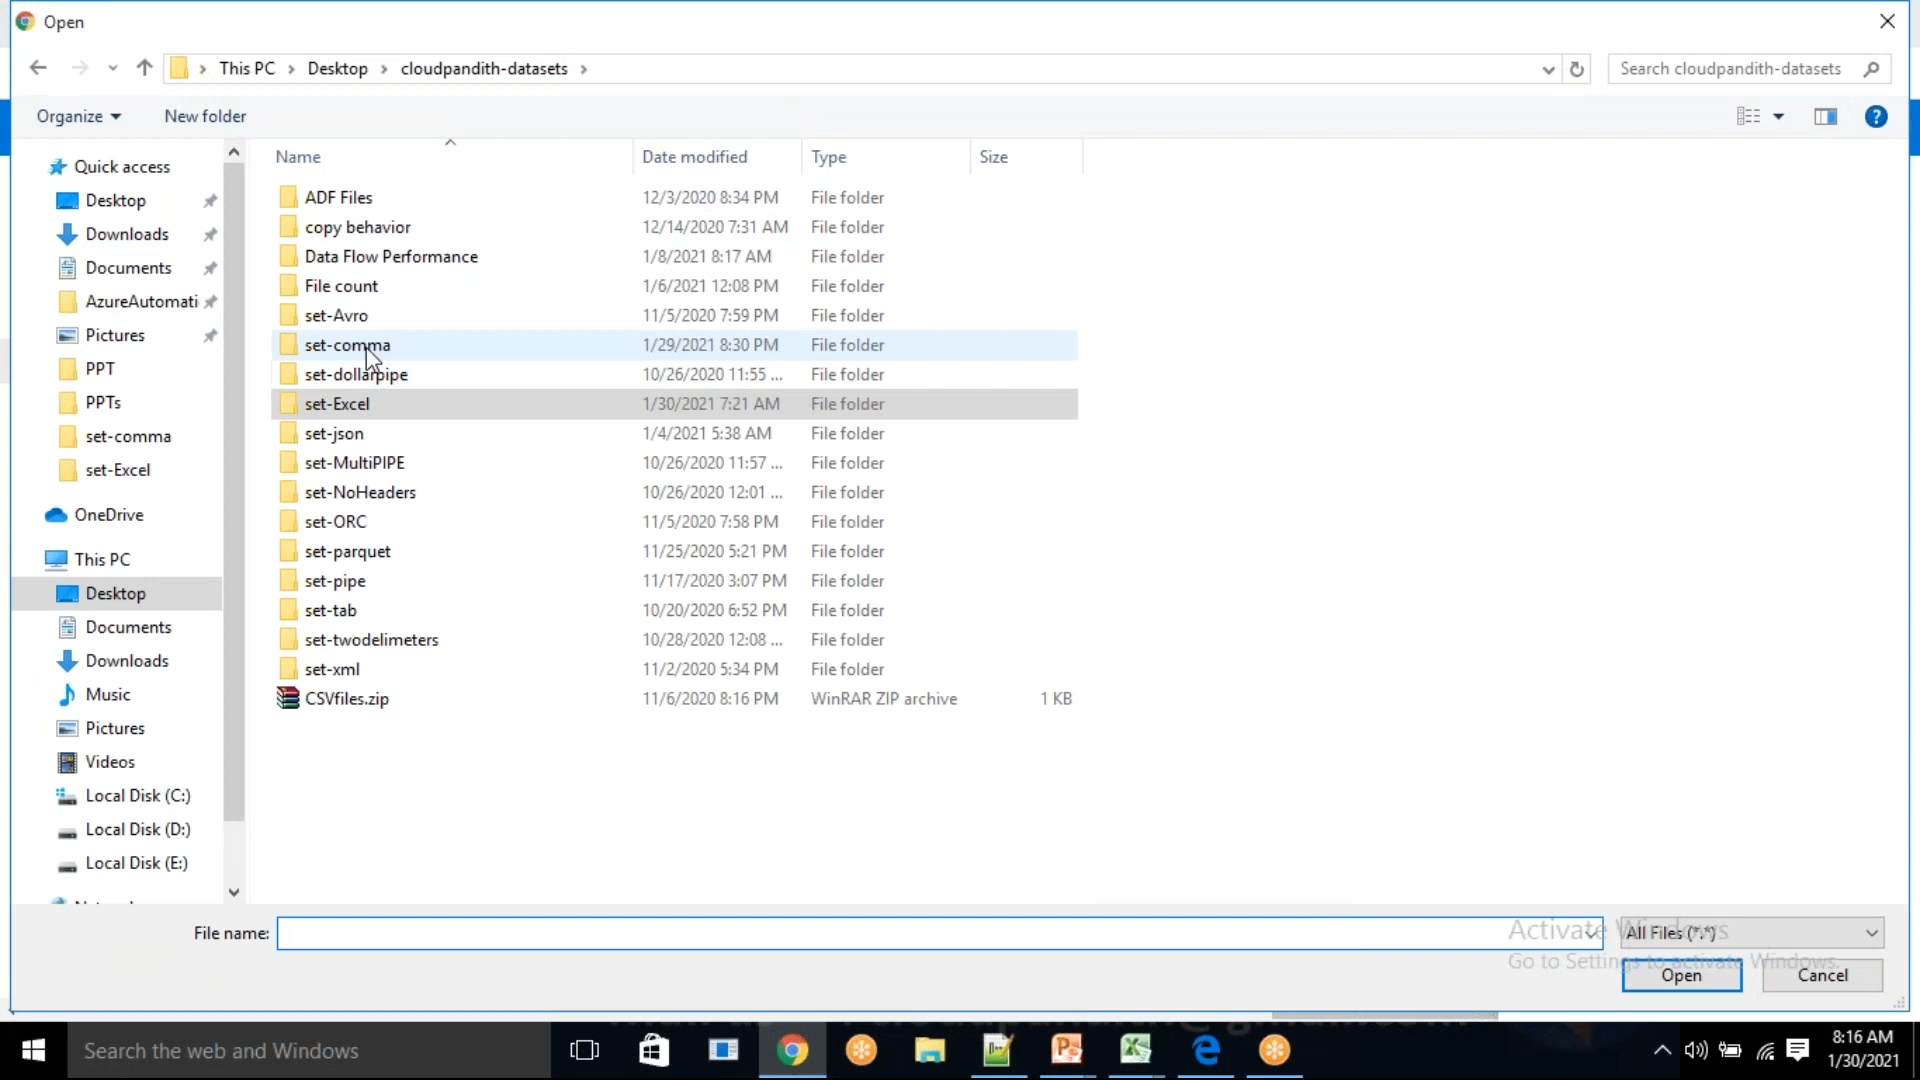 Open
This PC > Desktop > cloudpandith-datasets >
Search cloudpandith-datasets
Organize
New folder
Name
Date modified
Type
Size
Quick access
Desktop
Downloads
Documents
AzureAutomati
Pictures
PPT
PPTs
set-comma
set-Excel
OneDrive
This PC
Desktop
Documents
Downloads
Music
Pictures
Videos
Local Disk (C:)
Local Disk (D:)
Local Disk (E:)
ADF Files 12/3/2020 8:34 PM File folder
copy behavior 12/14/2020 7:31 AM File folder
Data Flow Performance 1/8/2021 8:17 AM File folder
File count 1/6/2021 12:08 PM File folder
set-Avro 11/5/2020 7:59 PM File folder
set-comma 1/29/2021 8:30 PM File folder
set-dollarpipe 10/26/2020 11:55 ... File folder
set-Excel 1/30/2021 7:21 AM File folder
set-json 1/4/2021 5:38 AM File folder
set-MultiPIPE 10/26/2020 11:57 ... File folder
set-NoHeaders 10/26/2020 12:01 ... File folder
set-ORC 11/5/2020 7:58 PM File folder
set-parquet 11/25/2020 5:21 PM File folder
set-pipe 11/17/2020 3:07 PM File folder
set-tab 10/20/2020 6:52 PM File folder
set-twodelimeters 10/28/2020 12:08 ... File folder
set-xml 11/2/2020 5:34 PM File folder
CSVfiles.zip 11/6/2020 8:16 PM WinRAR ZIP archive 1 KB
File name:
All Files (*.*)
Activate Windows
Go to Settings to activate Windows.
Open
Cancel
Search the web and Windows
8:16 AM
1/30/2021